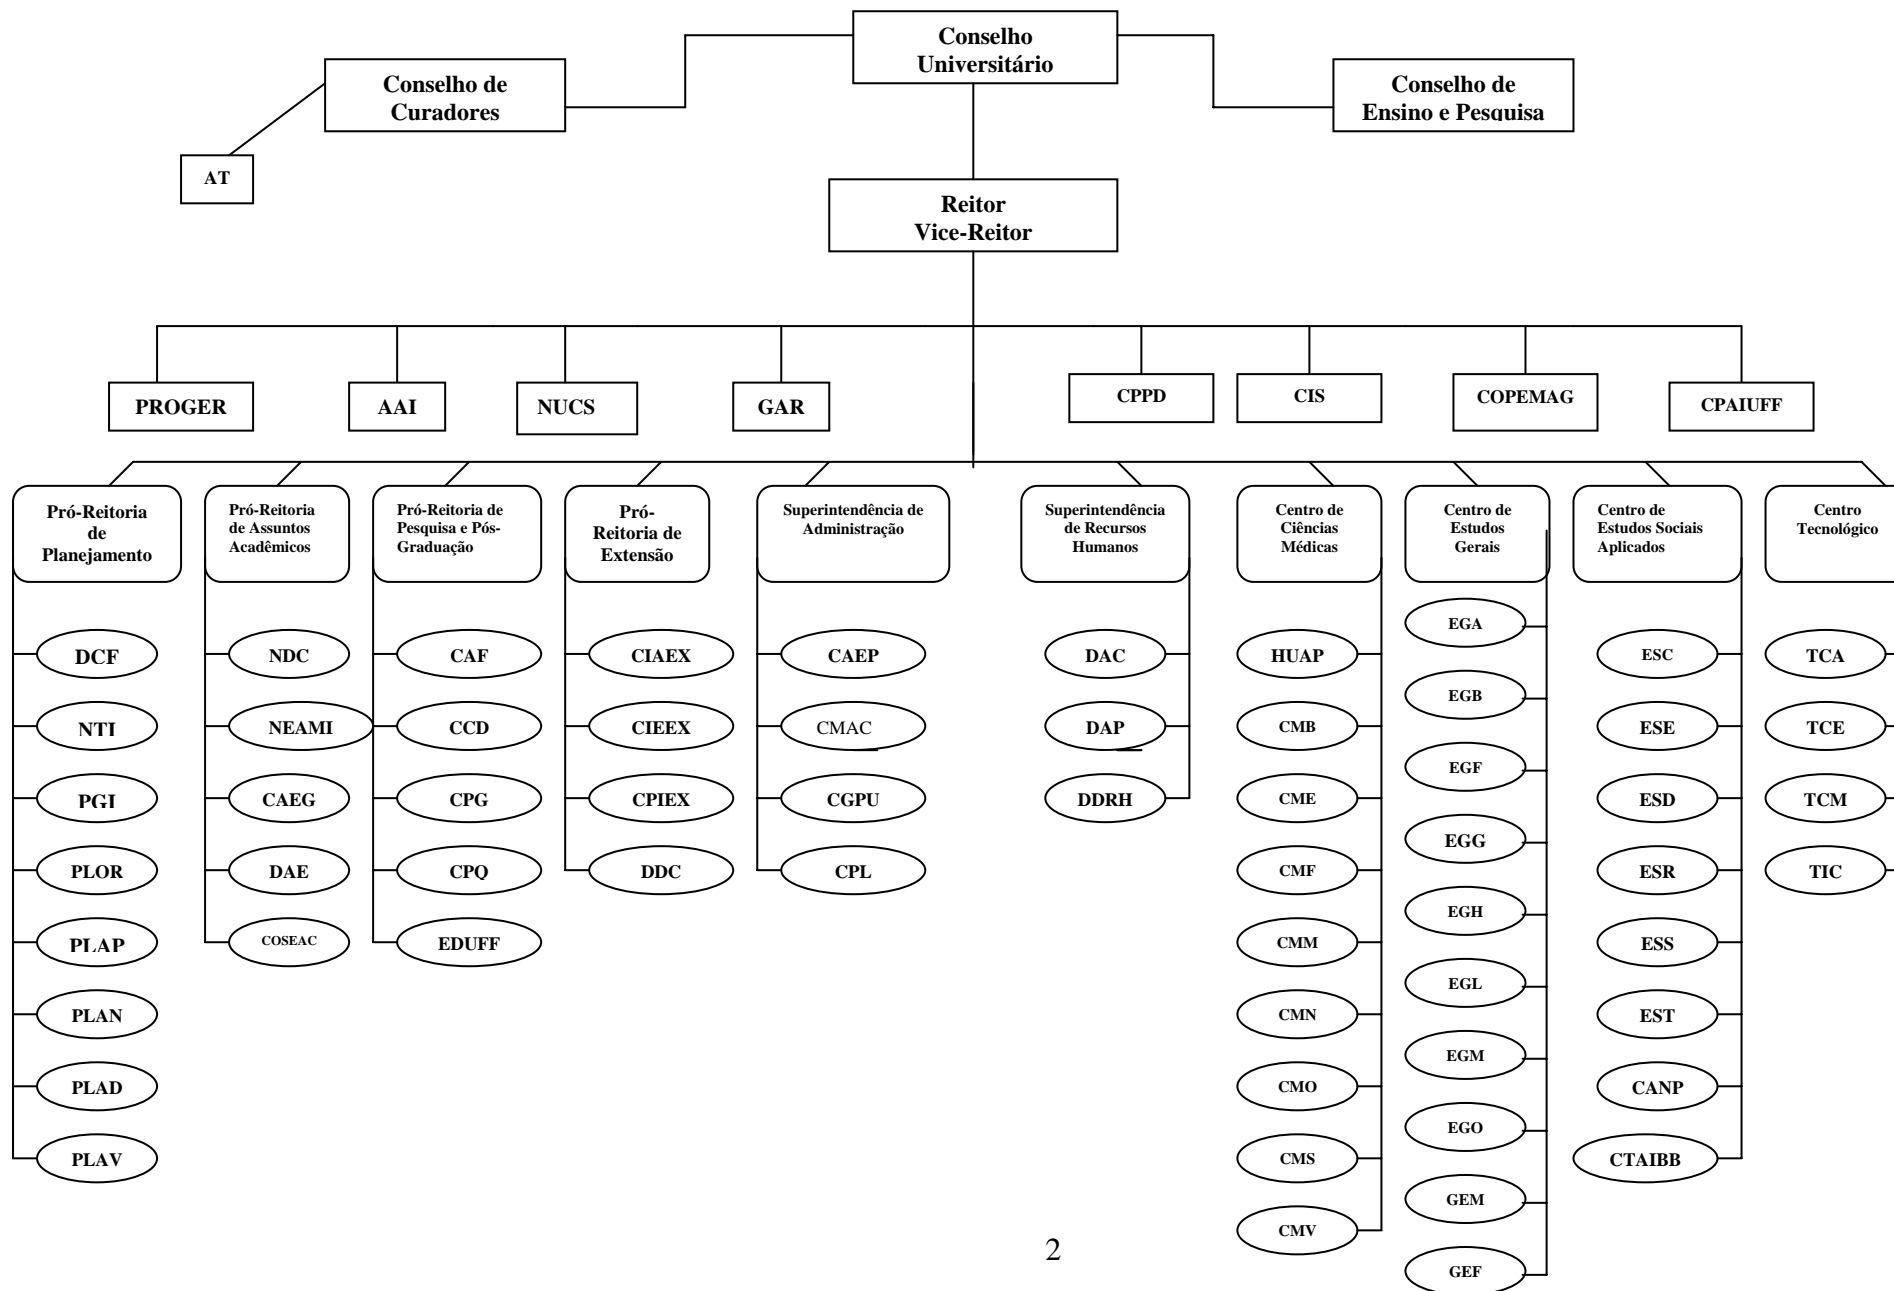 Conselho
Universitário
Conselho de
Curadores
Conselho de
Ensino e Pesquisa
AT
Reitor
Vice-Reitor
PROGER
AAI
NUCS
GAR
CPPD
CIS
COPEMAG
CPAIUFF
Pró-Reitoria
de
Planejamento
Pró-Reitoria
de Assuntos
Acadêmicos
Pró-Reitoria de
Pesquisa e Pós-
Graduação
Pró-
Reitoria de
Extensão
Superintendência de
Administração
Superintendência
de Recursos
Humanos
Centro de
Ciências
Médicas
Centro de
Estudos
Gerais
Centro de
Estudos Sociais
Aplicados
Centro
Tecnológico
DCF
NTI
PGI
PLOR
PLAP
PLAN
PLAD
PLAV
NDC
NEAMI
CAEG
DAE
COSEAC
CAF
CCD
CPG
CPQ
EDUFF
CIAEX
CIEEX
CPIEX
DDC
CAEP
CMAC
CGPU
CPL
DAC
DAP
DDRH
HUAP
CMB
CME
CMF
CMM
CMN
CMO
CMS
CMV
EGA
EGB
EGF
EGG
EGH
EGL
EGM
EGO
GEM
GEF
ESC
ESE
ESD
ESR
ESS
EST
CANP
CTAIBB
TCA
TCE
TCM
TIC
2